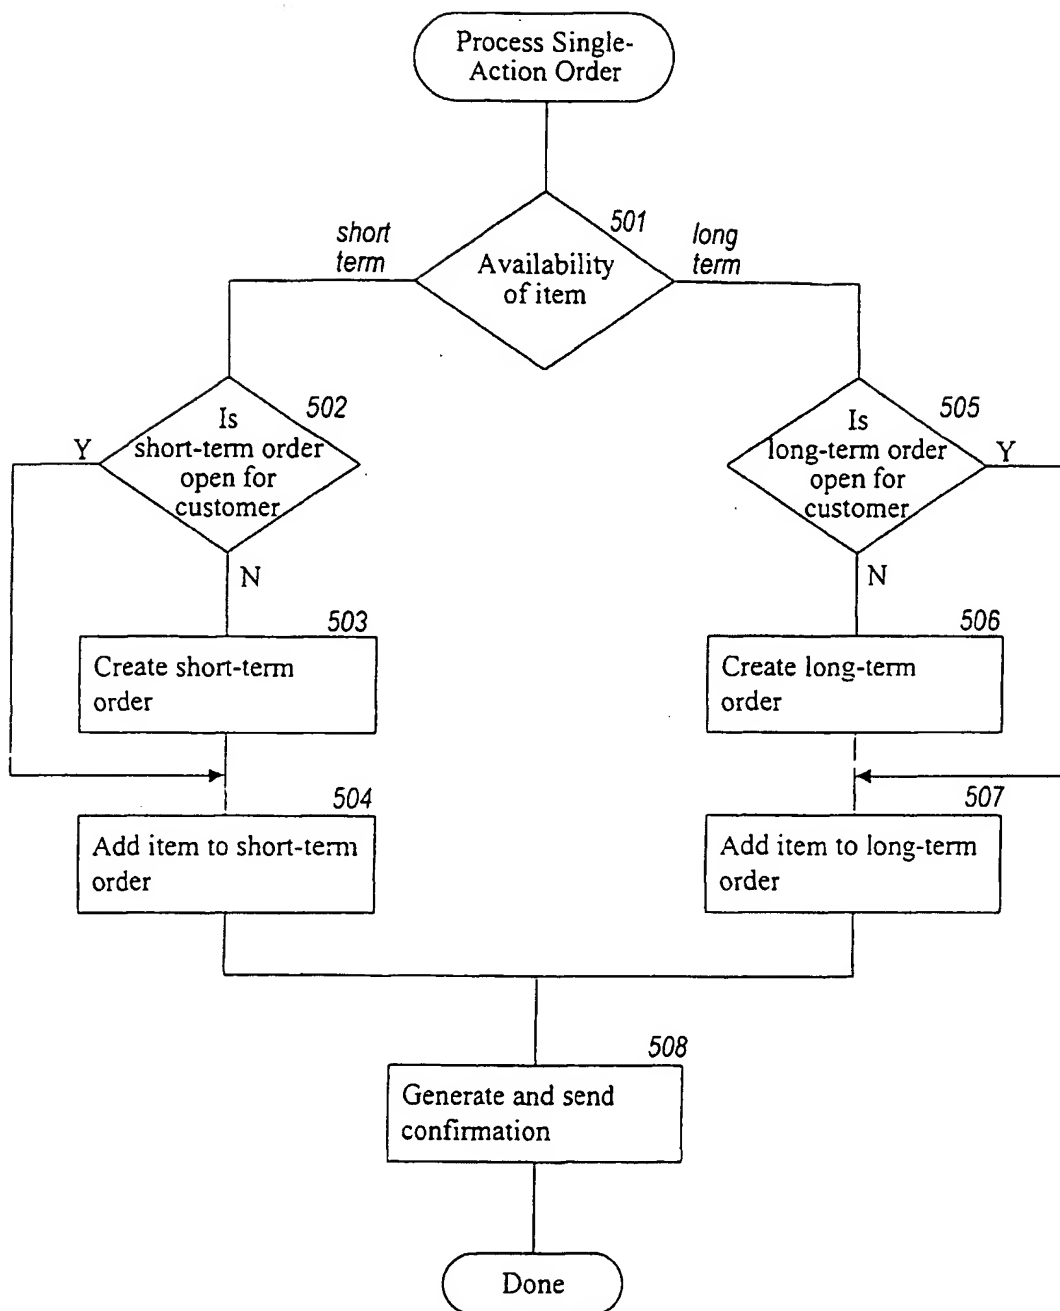 Process Single-
Action Order
501
short
term
long
term
Availability
of item
502
Is
short-term order
open for
customer
Y
N
505
Is
long-term order
open for
customer
Y
N
503
Create short-term
order
506
Create long-term
order
504
Add item to short-term
order
507
Add item to long-term
order
508
Generate and send
confirmation
Done